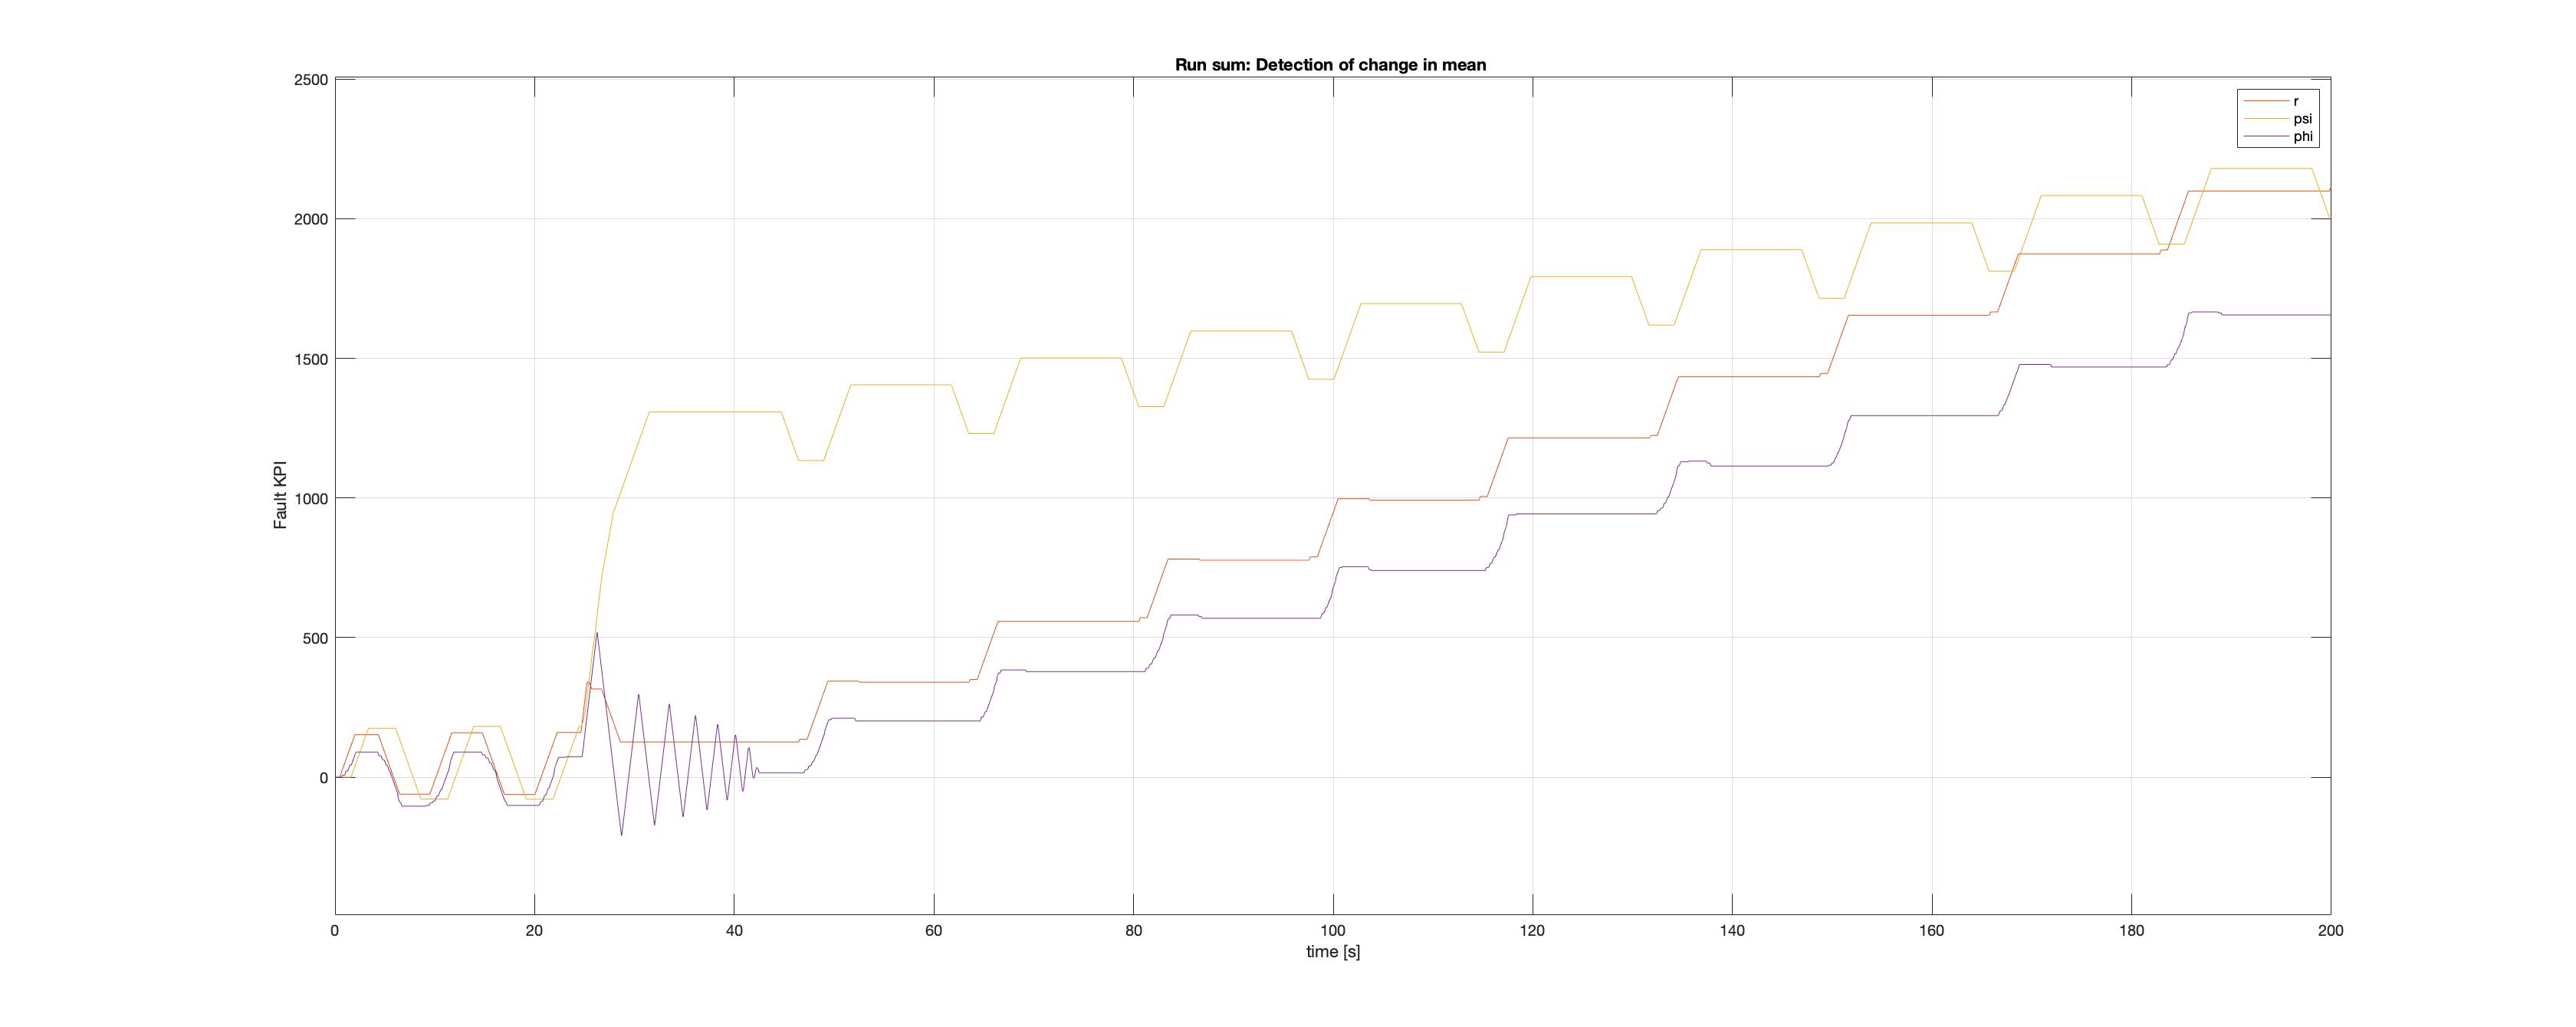 Run sum: Detection of change in mean
r
psi
phi
2500
2000
1500
1000
500
0
Fault KPI
0 20 40 60 80 100 120 140 160 180 200
time [s]